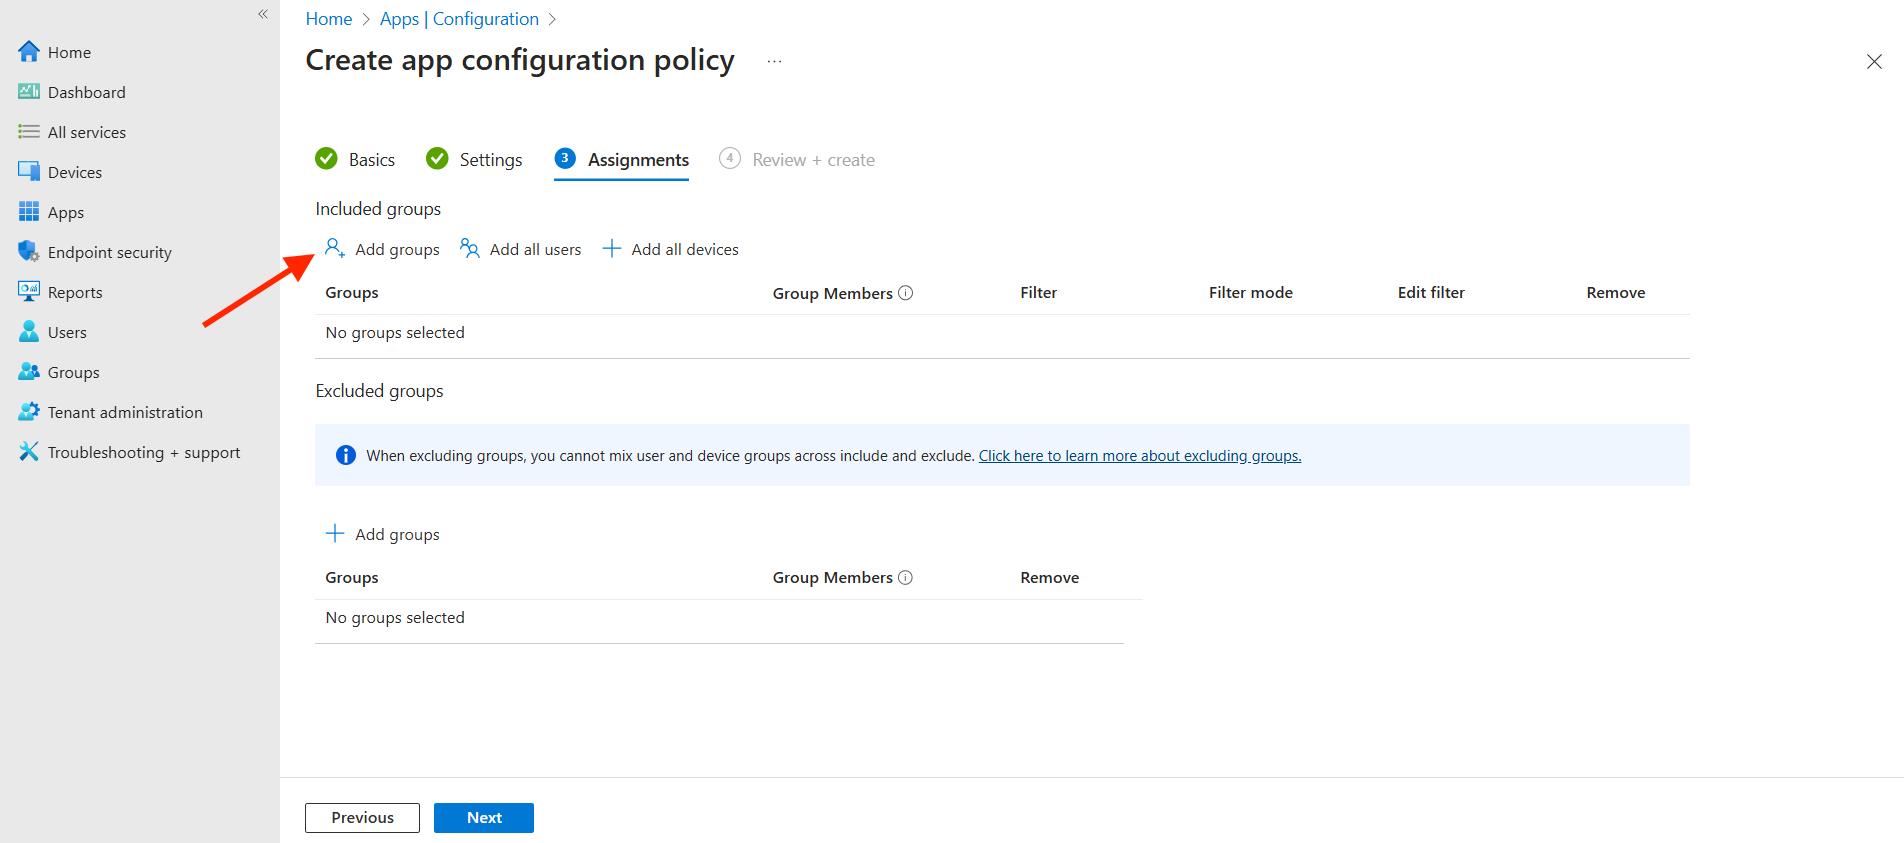 «
Home
Dashboard
All services
Devices
Apps
Endpoint security
Reports
Users
Groups
Tenant administration
Troubleshooting + support
Home > Apps | Configuration >
Create app configuration policy ...
Basics Settings 3 Assignments 4 Review + create
Included groups
Add groups Add all users Add all devices
Groups Group Members Filter Filter mode Edit filter Remove
No groups selected
Excluded groups
When excluding groups, you cannot mix user and device groups across include and exclude. Click here to learn more about excluding groups.
Add groups
Groups Group Members Remove
No groups selected
Previous Next